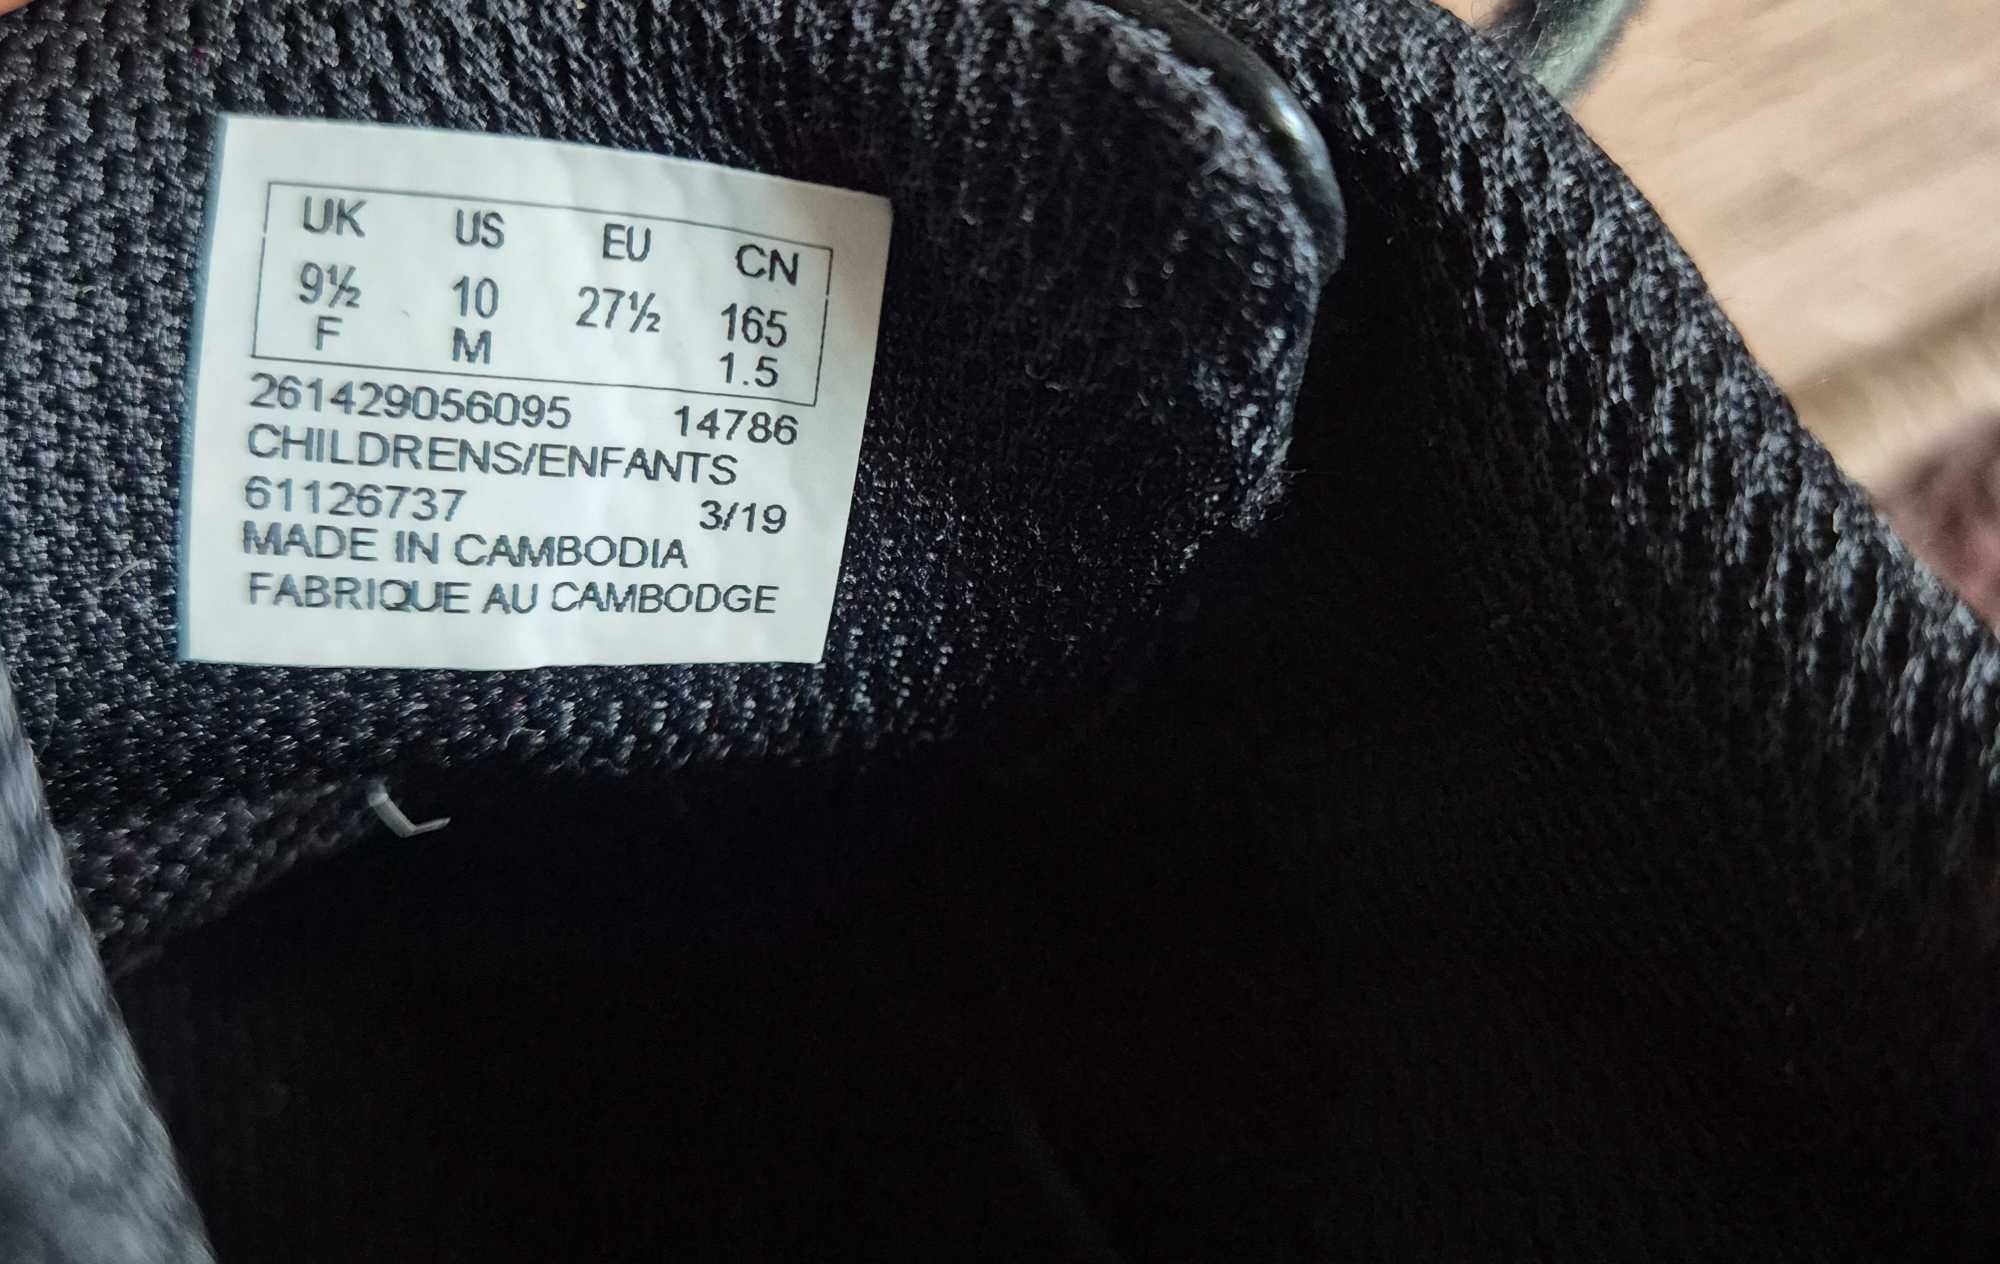 UK US EU CN
9½ 10 27½ 165
F M 1.5
261429056095 14786
CHILDRENS/ENFANTS
61126737 3/19
MADE IN CAMBODIA
FABRIQUE AU CAMBODGE